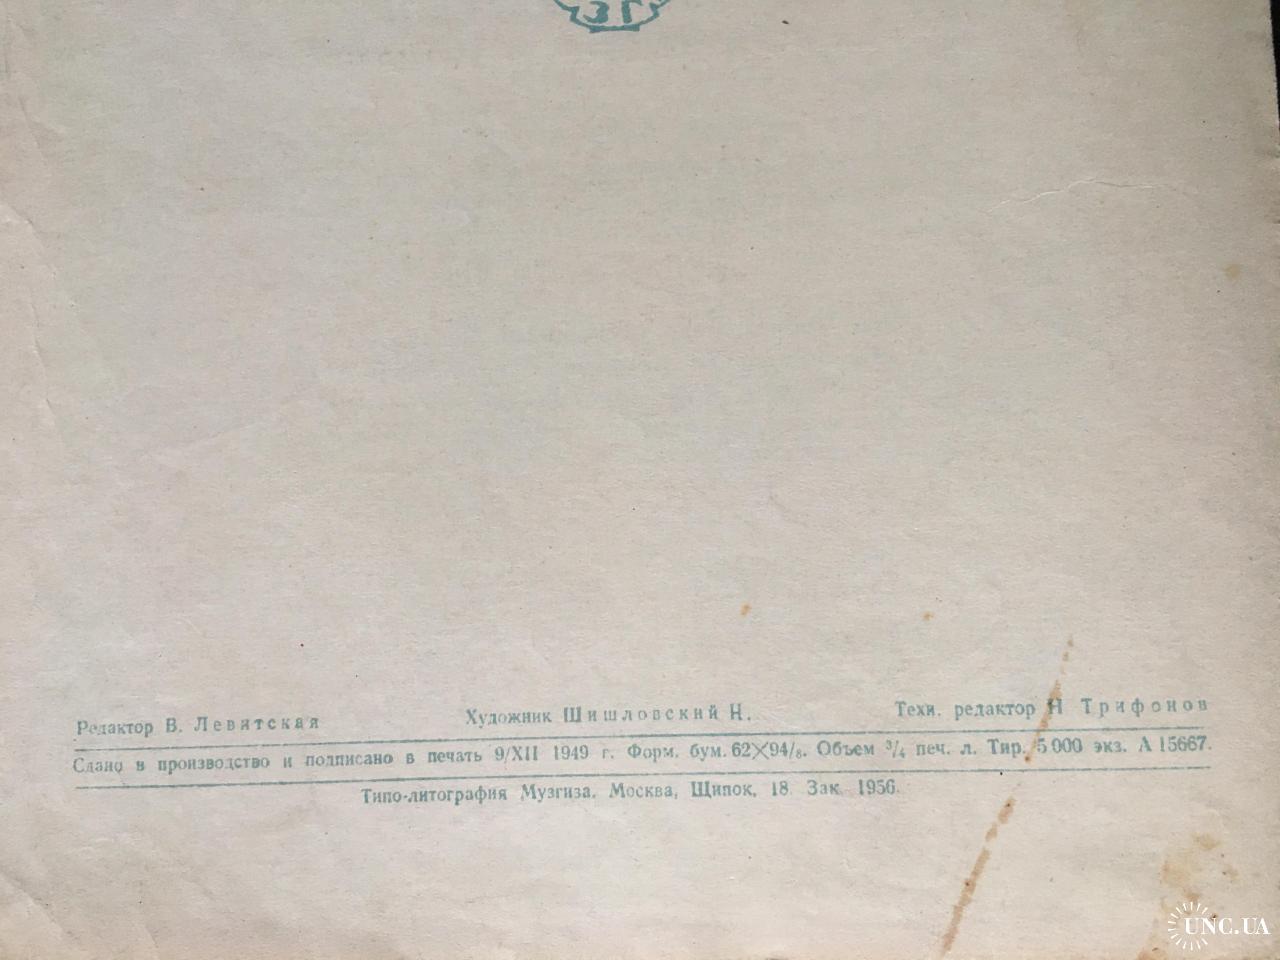 Редактор В. Левитская Художник Шишловский Н. Техн. редактор Н Трифонов
Сдано в производство и подписано в печать 9/XII 1949 г. Форм. бум. 62×94/₈. Объем ³/₄ печ. л. Тир. 5 000 экз. А 15667.
Типо-литография Музгиза. Москва, Щипок, 18. Зак. 1956.
UNC.UA